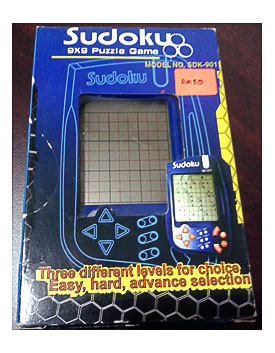 Sudoku
9X9 Puzzle Game
MODEL NO. SDK-901
Sudoku
RM50
Sudoku
Three different levels for choice
Easy, hard, advance selection